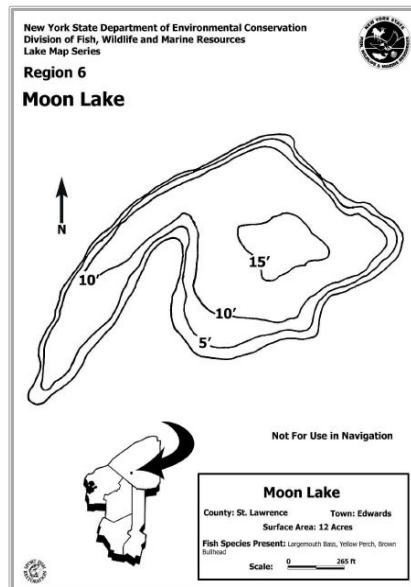 New York State Department of Environmental Conservation
Division of Fish, Wildlife and Marine Resources
Lake Map Series
Region 6
Moon Lake
N
15'
10'
10'
5'
Not For Use in Navigation
Moon Lake
County: St. Lawrence Town: Edwards
Surface Area: 12 Acres
Fish Species Present: Largemouth Bass, Yellow Perch, Brown
Bullhead
Scale: 0 265 ft